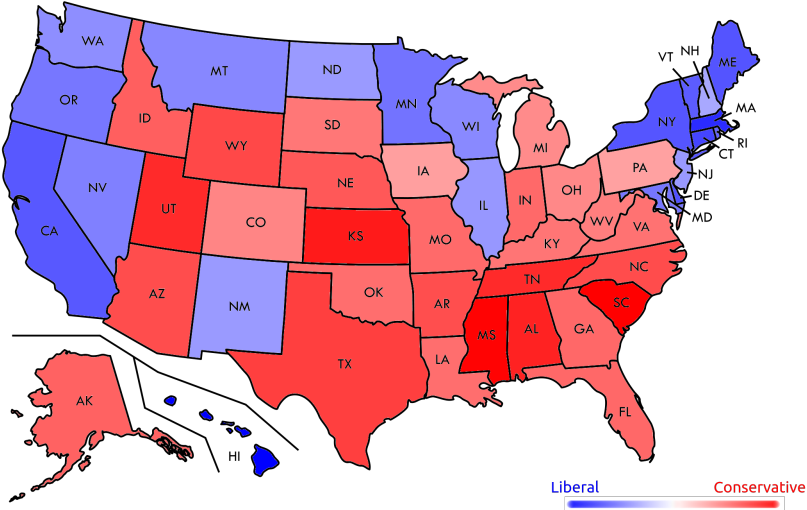 VT
NH
ME
WA
MT
ND
MN
OR
ID
WY
SD
WI
MI
NY
MA
RI
CT
NJ
DE
MD
NV
UT
CO
NE
IA
IL
IN
OH
PA
WV
VA
CA
AZ
NM
KS
OK
MO
KY
TN
NC
AR
SC
MS
AL
GA
LA
TX
FL
AK
HI
Liberal
Conservative